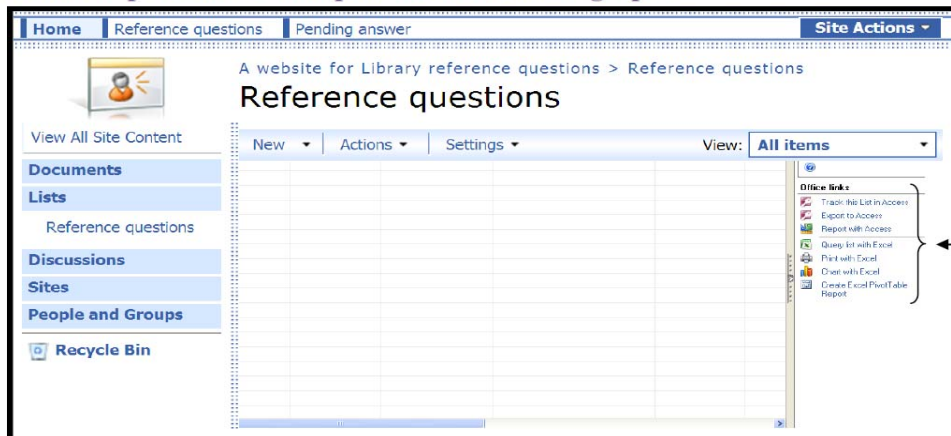 Home
Reference questions
Pending answer
Site Actions
A website for Library reference questions > Reference questions
Reference questions
View All Site Content
New
Actions
Settings
View:
All items
Documents
Lists
Reference questions
Discussions
Sites
People and Groups
Recycle Bin
Office links
Track this List in Access
Export to Access
Report with Access
Query list with Excel
Print with Excel
Chart with Excel
Create Excel PivotTable
Report